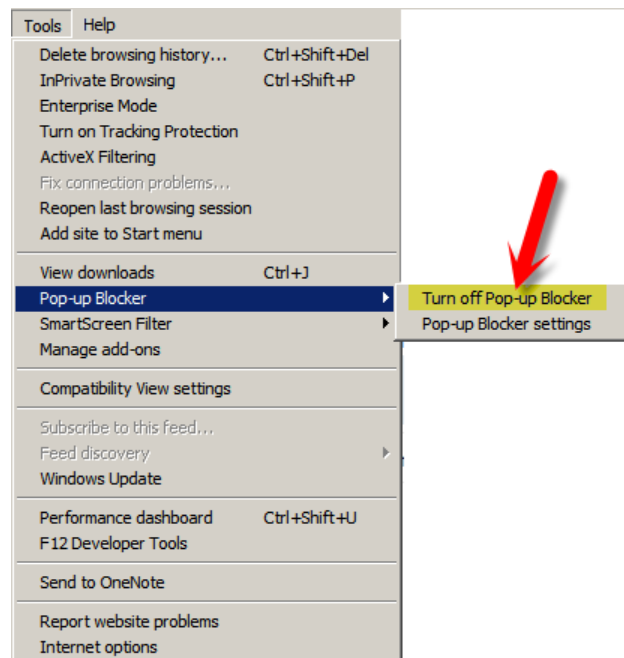 Tools Help
Delete browsing history... Ctrl+Shift+Del
InPrivate Browsing Ctrl+Shift+P
Enterprise Mode
Turn on Tracking Protection
ActiveX Filtering
Fix connection problems...
Reopen last browsing session
Add site to Start menu
View downloads Ctrl+J
Pop-up Blocker
Turn off Pop-up Blocker
SmartScreen Filter
Pop-up Blocker settings
Manage add-ons
Compatibility View settings
Subscribe to this feed...
Feed discovery
Windows Update
Performance dashboard Ctrl+Shift+U
F12 Developer Tools
Send to OneNote
Report website problems
Internet options